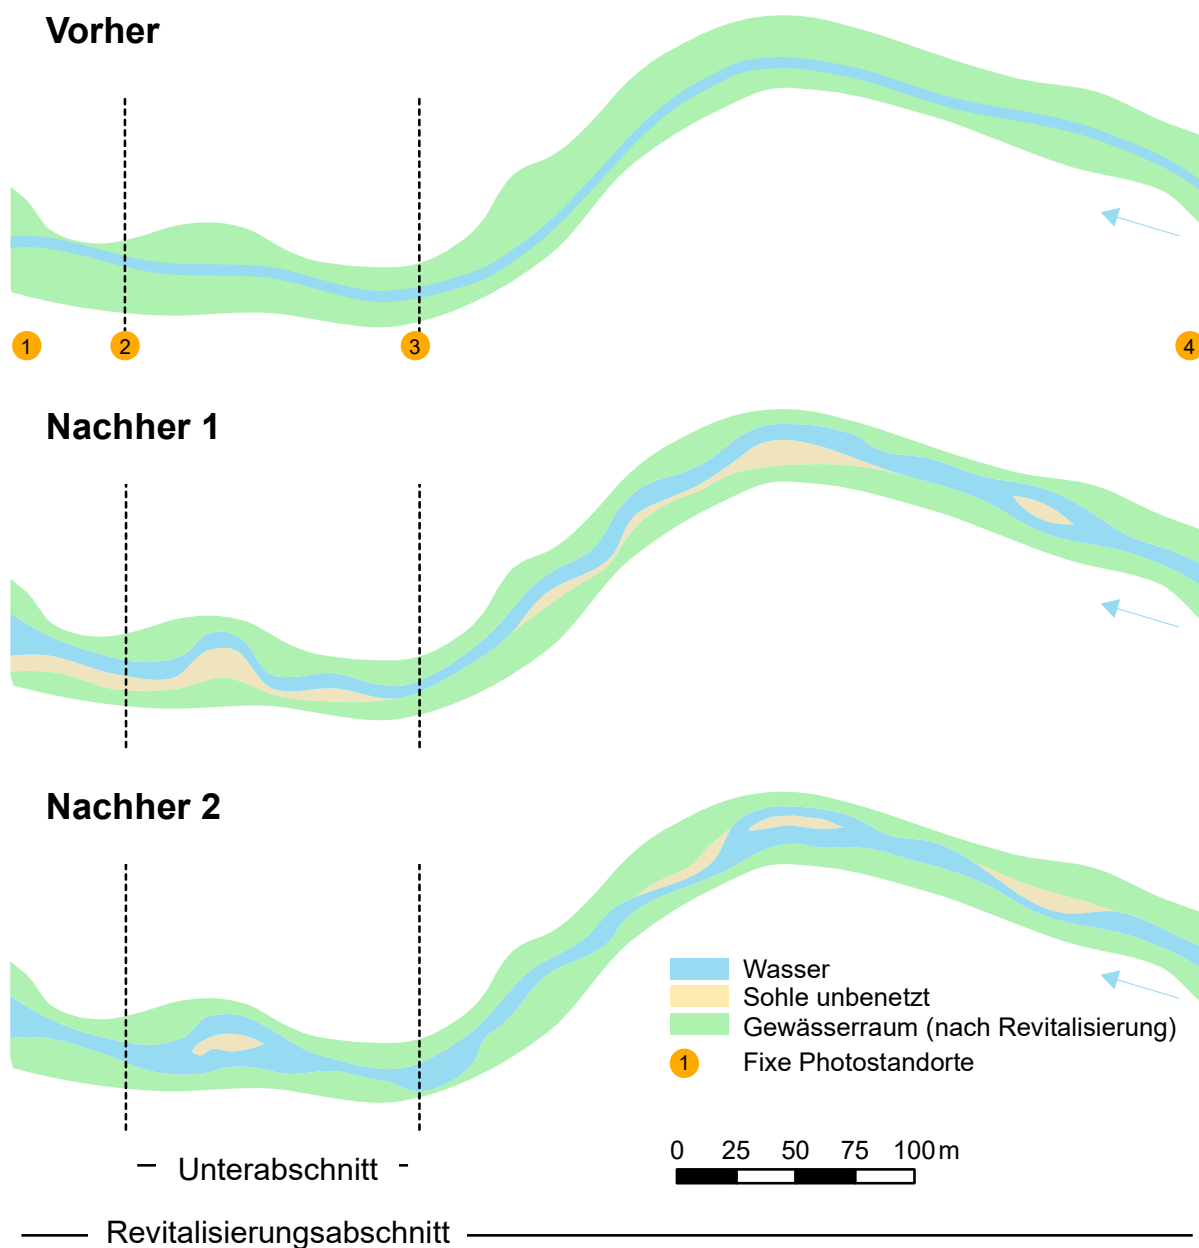 Vorher
1 2 3 4
Nachher 1
Nachher 2
Wasser
Sohle unbenetzt
Gewässerraum (nach Revitalisierung)
1 Fixe Photostandorte
0 25 50 75 100 m
Unterabschnitt
Revitalisierungsabschnitt